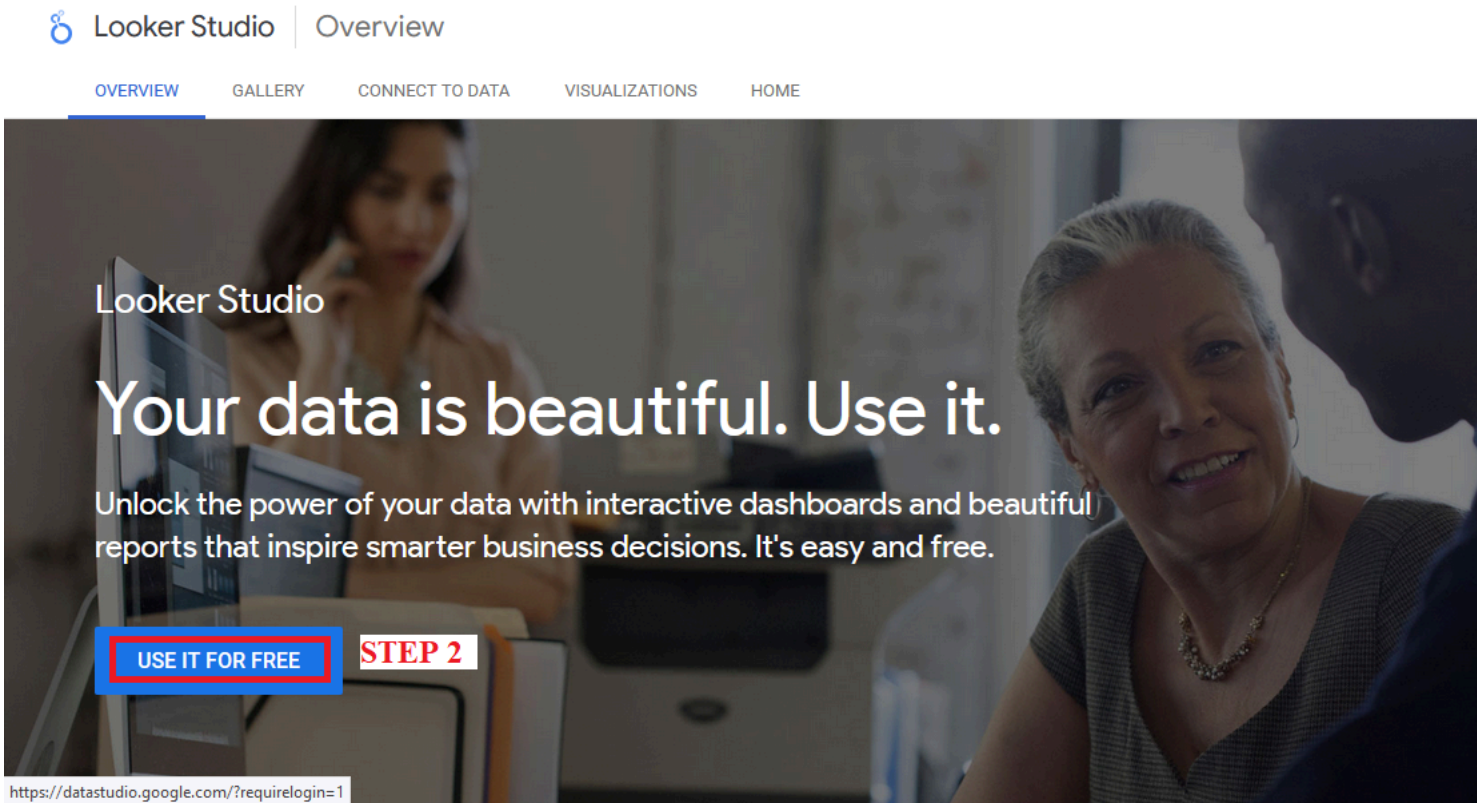 Looker Studio Overview
OVERVIEW GALLERY CONNECT TO DATA VISUALIZATIONS HOME
Looker Studio
Your data is beautiful. Use it.
Unlock the power of your data with interactive dashboards and beautiful
reports that inspire smarter business decisions. It's easy and free.
USE IT FOR FREE STEP 2
https://datastudio.google.com/?requirelogin=1